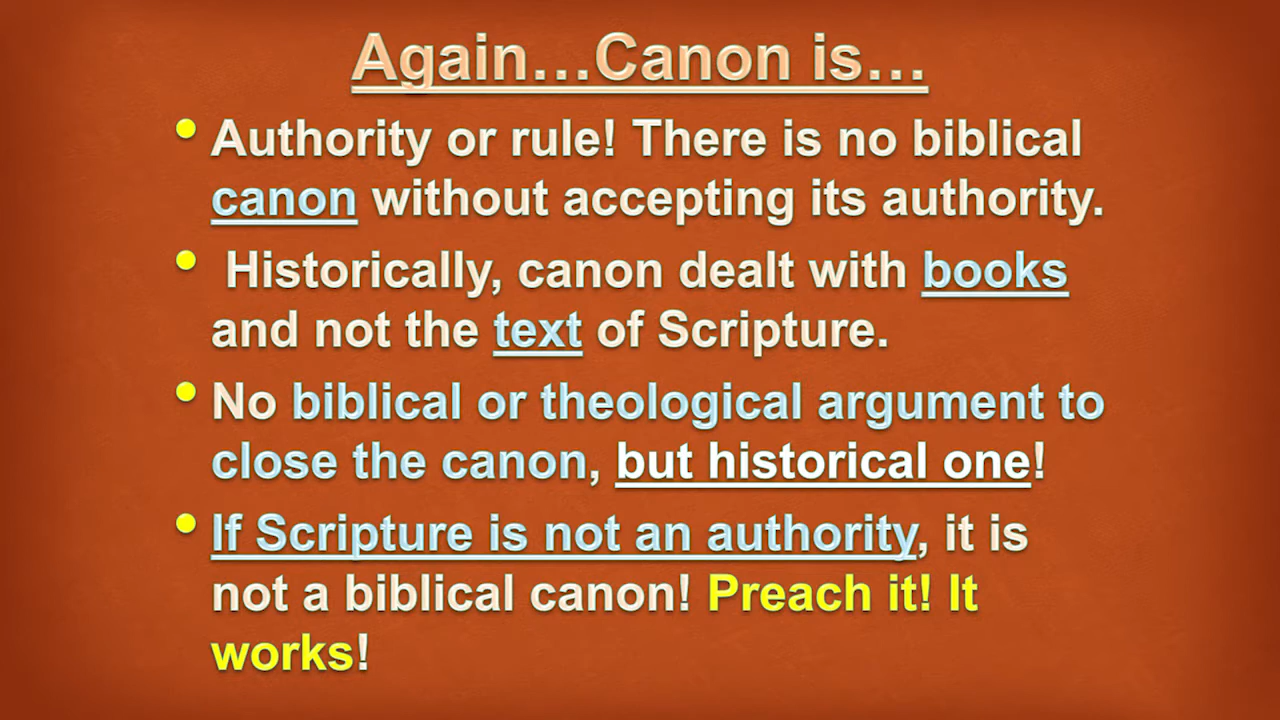 Again…Canon is…
• Authority or rule! There is no biblical
canon without accepting its authority.
• Historically, canon dealt with books
and not the text of Scripture.
• No biblical or theological argument to
close the canon, but historical one!
• If Scripture is not an authority, it is
not a biblical canon! Preach it! It
works!